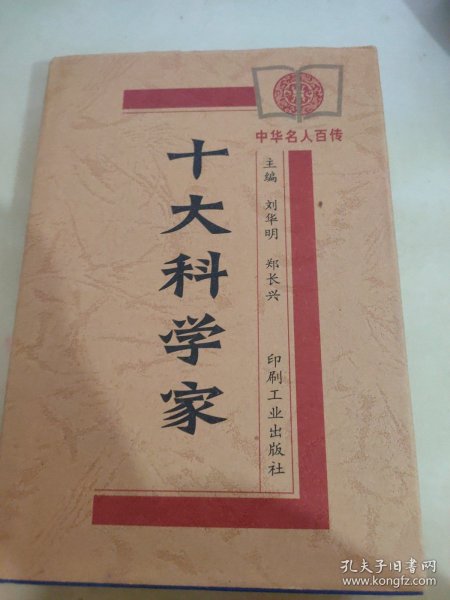 中华名人百传
十大科学家
主编 刘华明 郑长兴
印刷工业出版社
孔夫子旧书网
www.kongfz.com